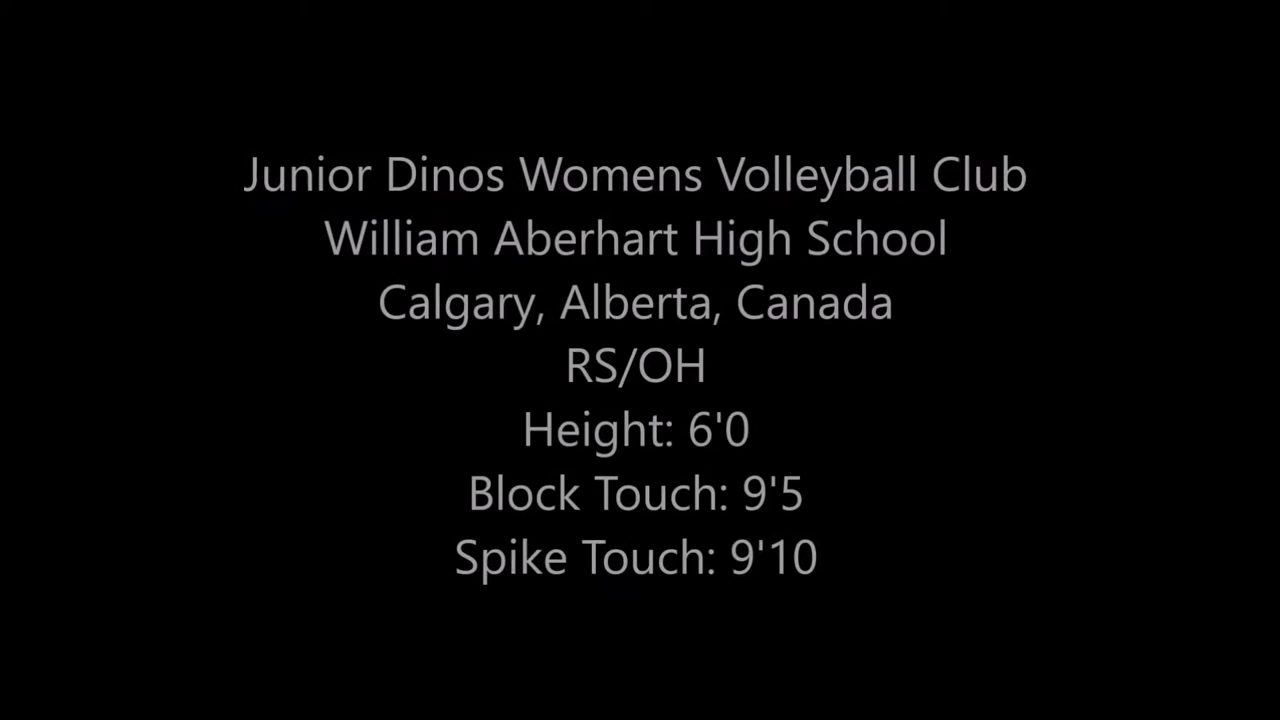 Junior Dinos Womens Volleyball Club
William Aberhart High School
Calgary, Alberta, Canada
RS/OH
Height: 6'0
Block Touch: 9'5
Spike Touch: 9'10